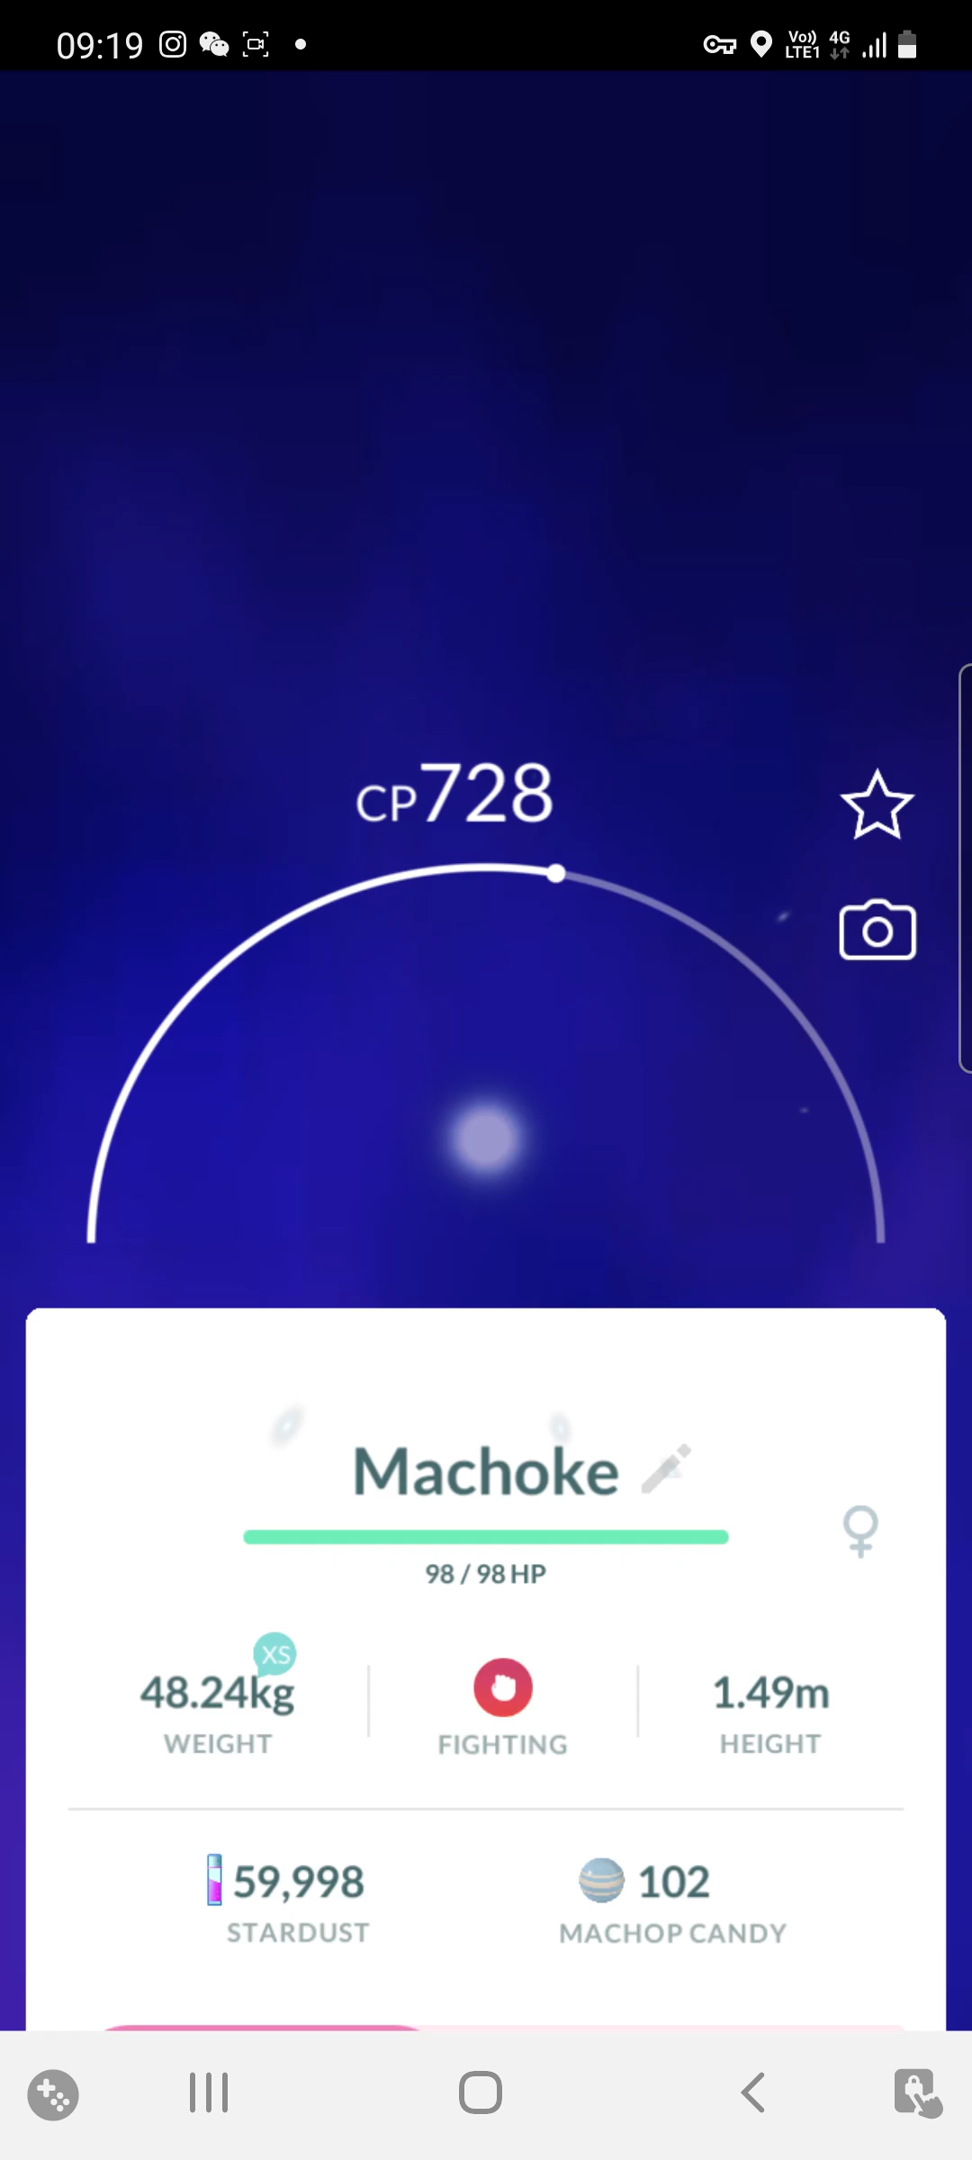 09:19
Vo)) LTE1 4G
CP728
Machoke
98 / 98 HP
XS
48.24kg
WEIGHT
FIGHTING
1.49m
HEIGHT
59,998
STARDUST
102
MACHOP CANDY